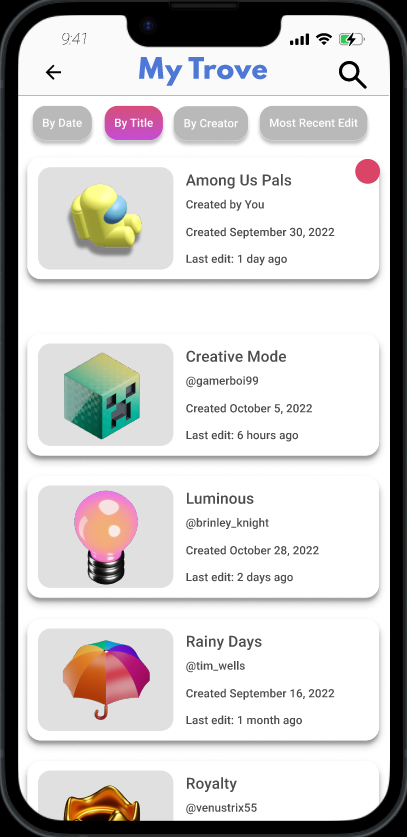 9:41
My Trove
By Date
By Title
By Creator
Most Recent Edit
Among Us Pals
Created by You
Created September 30, 2022
Last edit: 1 day ago
Creative Mode
@gamerboi99
Created October 5, 2022
Last edit: 6 hours ago
Luminous
@brinley_knight
Created October 28, 2022
Last edit: 2 days ago
Rainy Days
@tim_wells
Created September 16, 2022
Last edit: 1 month ago
Royalty
@venustrix55